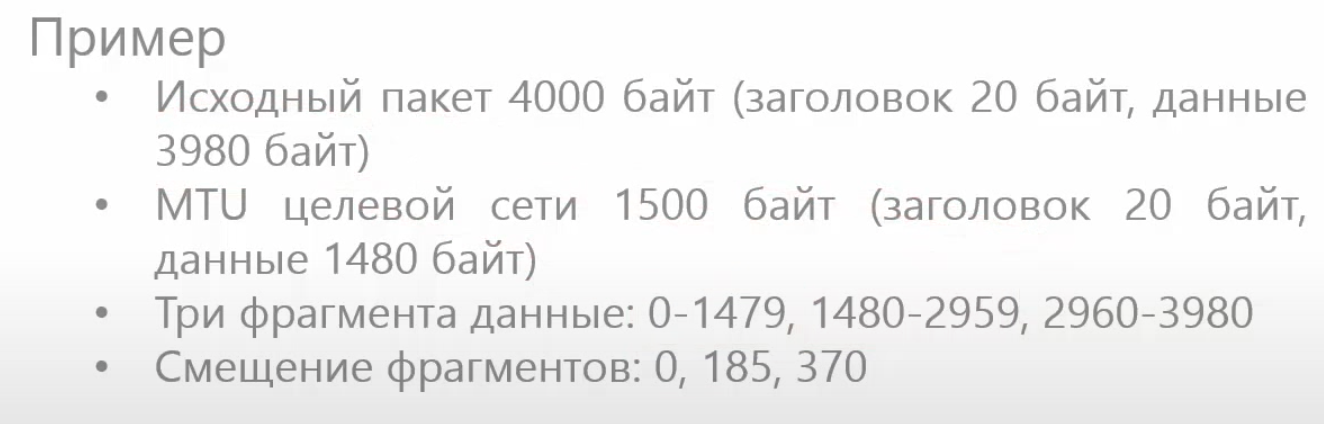 Пример
• Исходный пакет 4000 байт (заголовок 20 байт, данные
3980 байт)
• MTU целевой сети 1500 байт (заголовок 20 байт,
данные 1480 байт)
• Три фрагмента данные: 0-1479, 1480-2959, 2960-3980
• Смещение фрагментов: 0, 185, 370